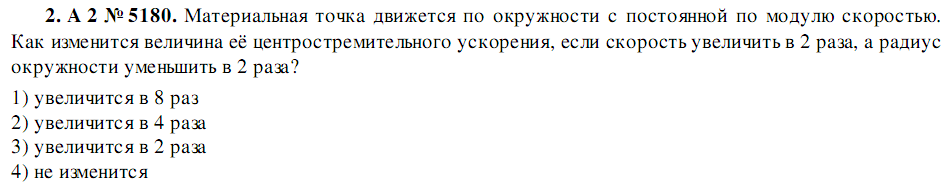 2. А 2 № 5180. Материальная точка движется по окружности с постоянной по модулю скоростью.
Как изменится величина её центростремительного ускорения, если скорость увеличить в 2 раза, а радиус
окружности уменьшить в 2 раза?
1) увеличится в 8 раз
2) увеличится в 4 раза
3) увеличится в 2 раза
4) не изменится